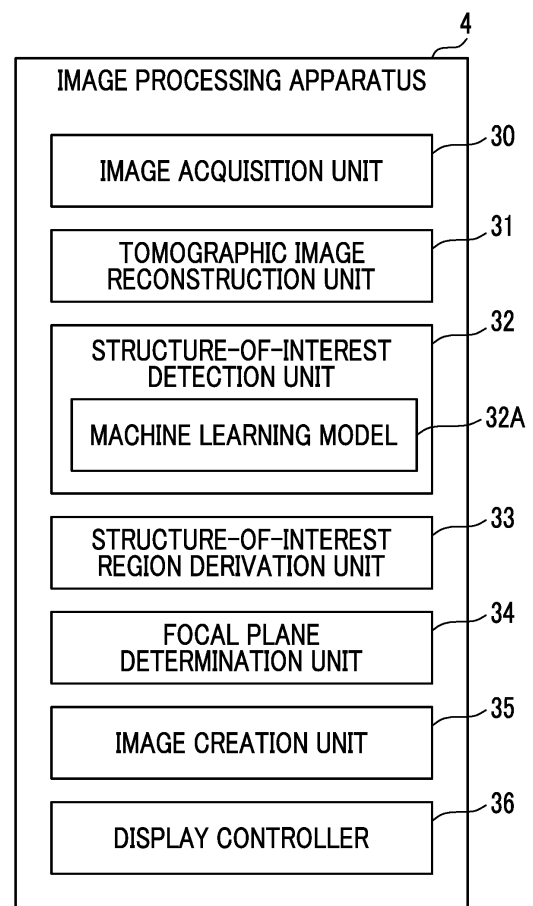 4
IMAGE PROCESSING APPARATUS
30
IMAGE ACQUISITION UNIT
31
TOMOGRAPHIC IMAGE
RECONSTRUCTION UNIT
32
STRUCTURE-OF-INTEREST
DETECTION UNIT
32A
MACHINE LEARNING MODEL
33
STRUCTURE-OF-INTEREST
REGION DERIVATION UNIT
34
FOCAL PLANE
DETERMINATION UNIT
35
IMAGE CREATION UNIT
36
DISPLAY CONTROLLER